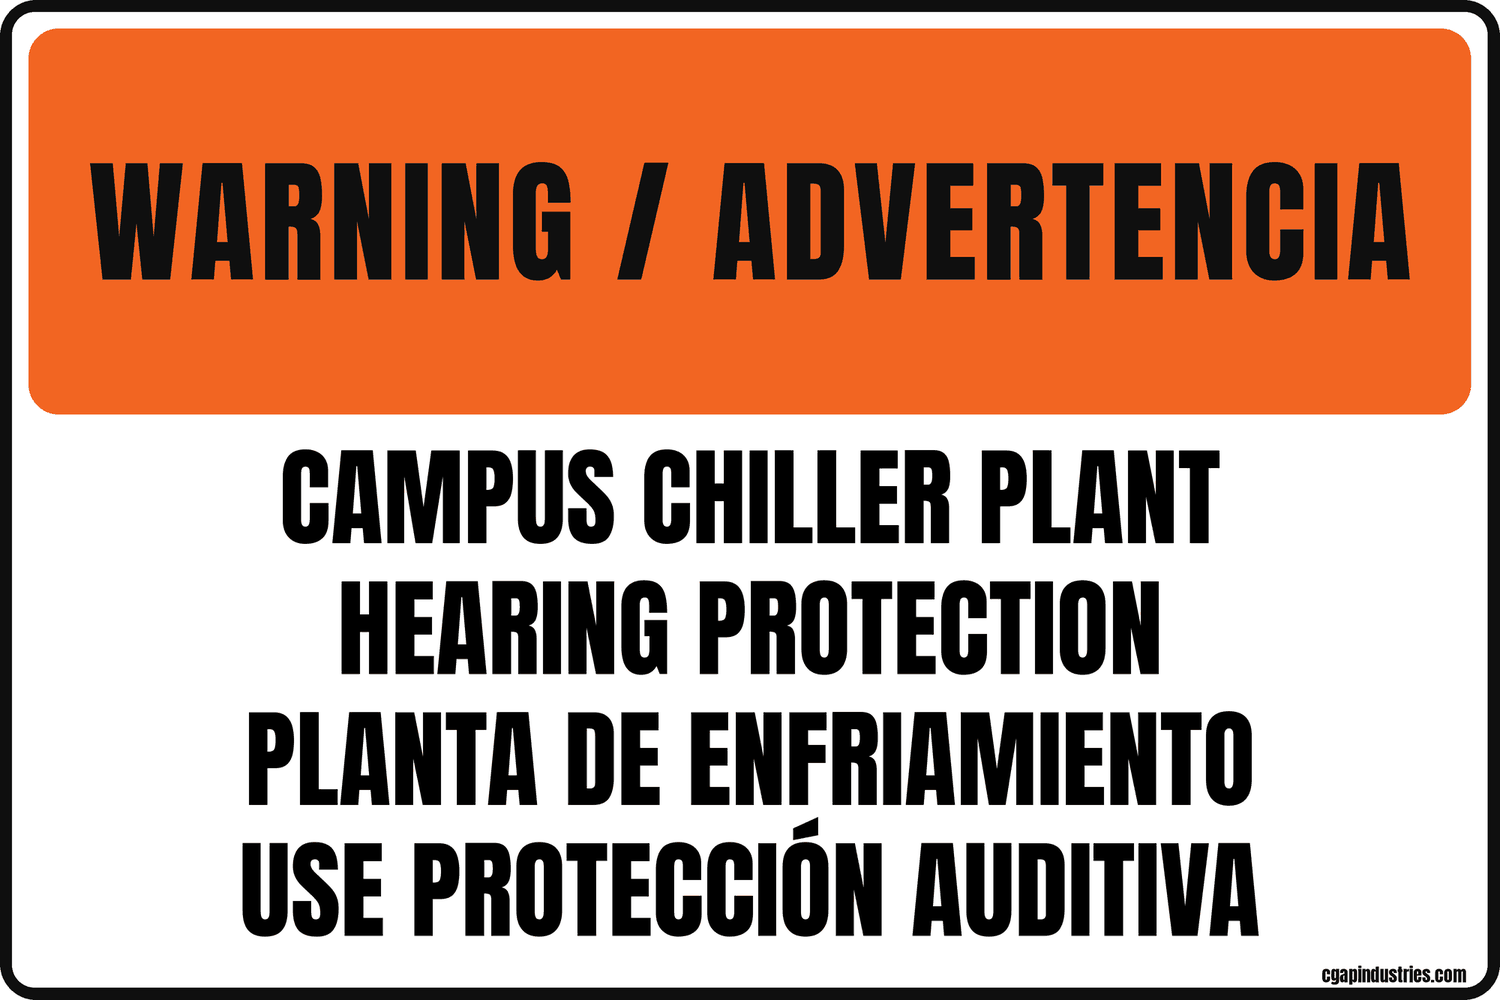 WARNING / ADVERTENCIA
CAMPUS CHILLER PLANT
HEARING PROTECTION
PLANTA DE ENFRIAMIENTO
USE PROTECCIÓN AUDITIVA
cgapindustries.com